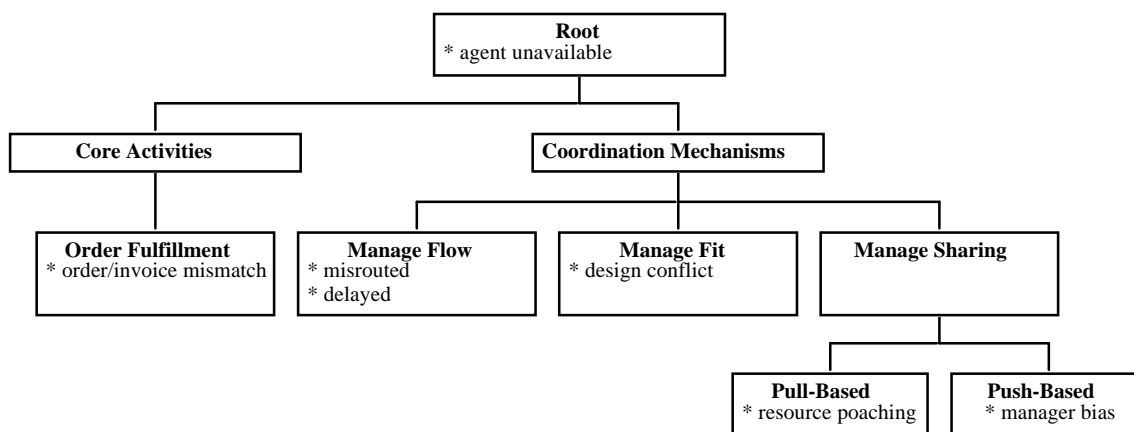 Root
* agent unavailable
Core Activities
Coordination Mechanisms
Order Fulfillment
* order/invoice mismatch
Manage Flow
* misrouted
* delayed
Manage Fit
* design conflict
Manage Sharing
Pull-Based
* resource poaching
Push-Based
* manager bias